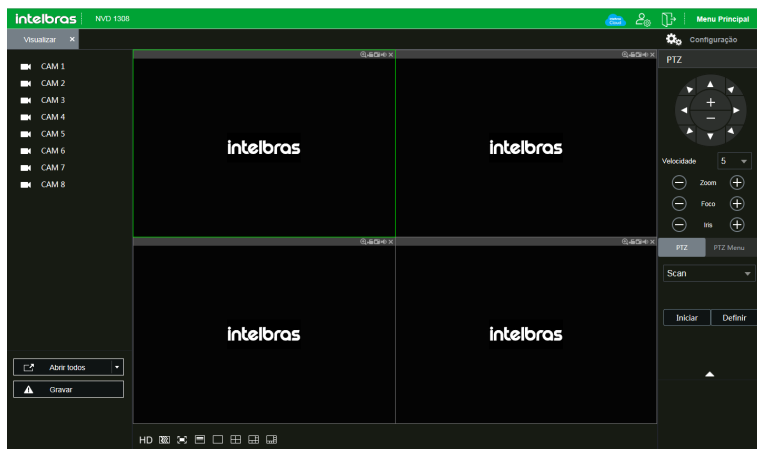 intelbras NVD 1308 Menu Principal
Visualizar × Configuração
PTZ
CAM 1
CAM 2
CAM 3
CAM 4
CAM 5
CAM 6
CAM 7
CAM 8
intelbras intelbras
intelbras intelbras
Velocidade 5
Zoom
Foco
Iris
PTZ PTZ Menu
Scan
Iniciar Definir
Abrir todos
Gravar
HD